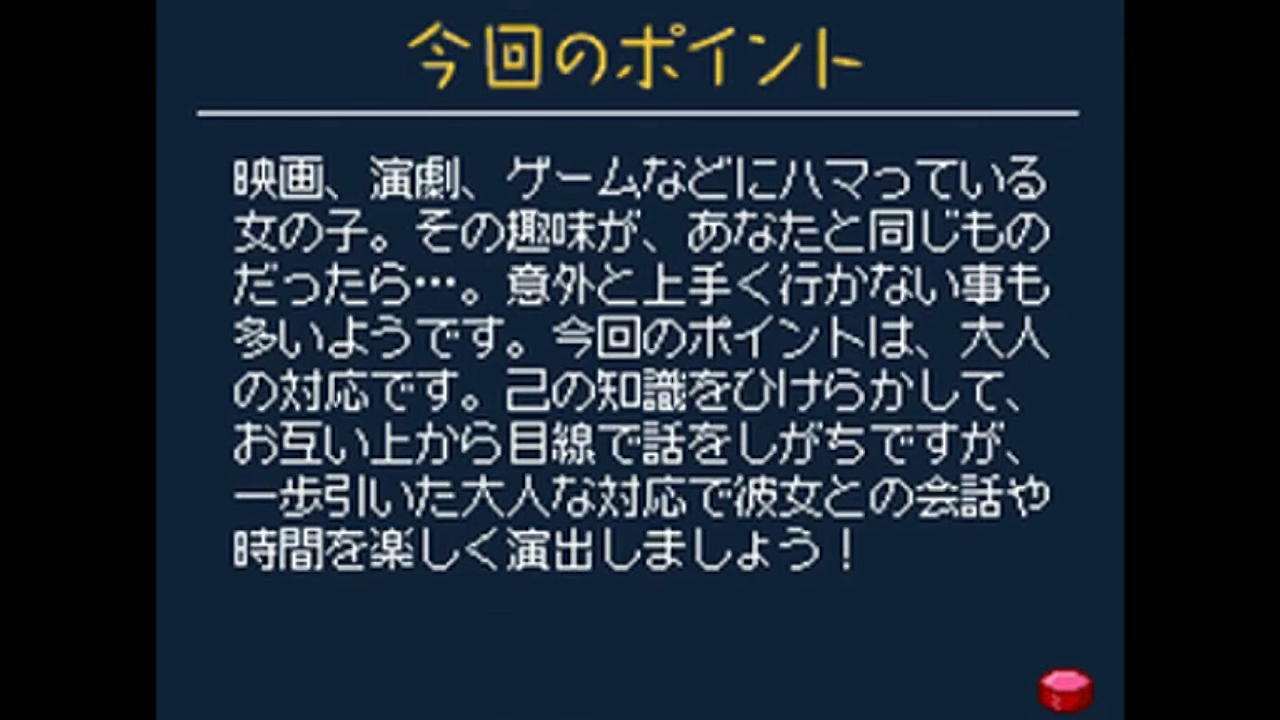 今回のポイント
映画、演劇、ゲームなどにハマっている
女の子。その趣味が、あなたと同じもの
だったら…。意外と上手く行かない事も
多いようです。今回のポイントは、大人
の対応です。己の知識をひけらかして、
お互い上から目線で話をしがちですが、
一歩引いた大人な対応で彼女との会話や
時間を楽しく演出しましょう！